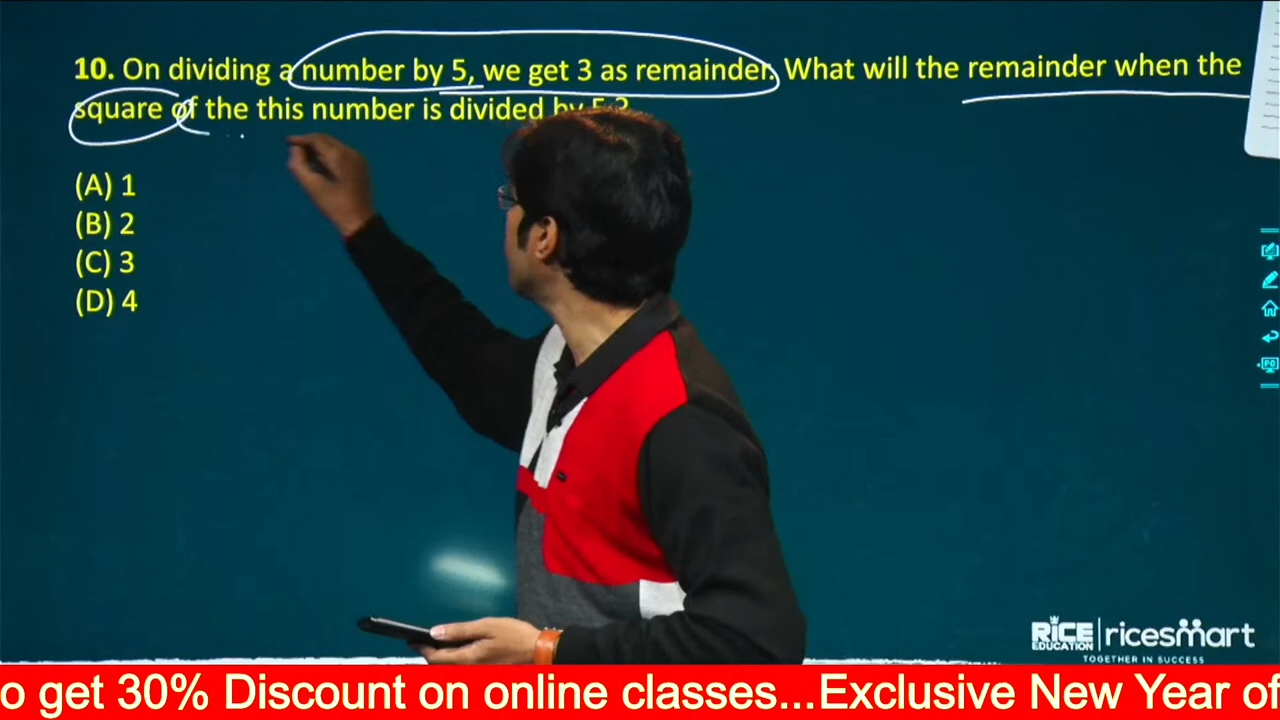 10. On dividing a number by 5, we get 3 as remainder. What will the remainder when the
square of the this number is divided by 5?
(A) 1
(B) 2
(C) 3
(D) 4
RICE EDUCATION | ricesmart
TOGETHER IN SUCCESS
o get 30% Discount on online classes...Exclusive New Year of